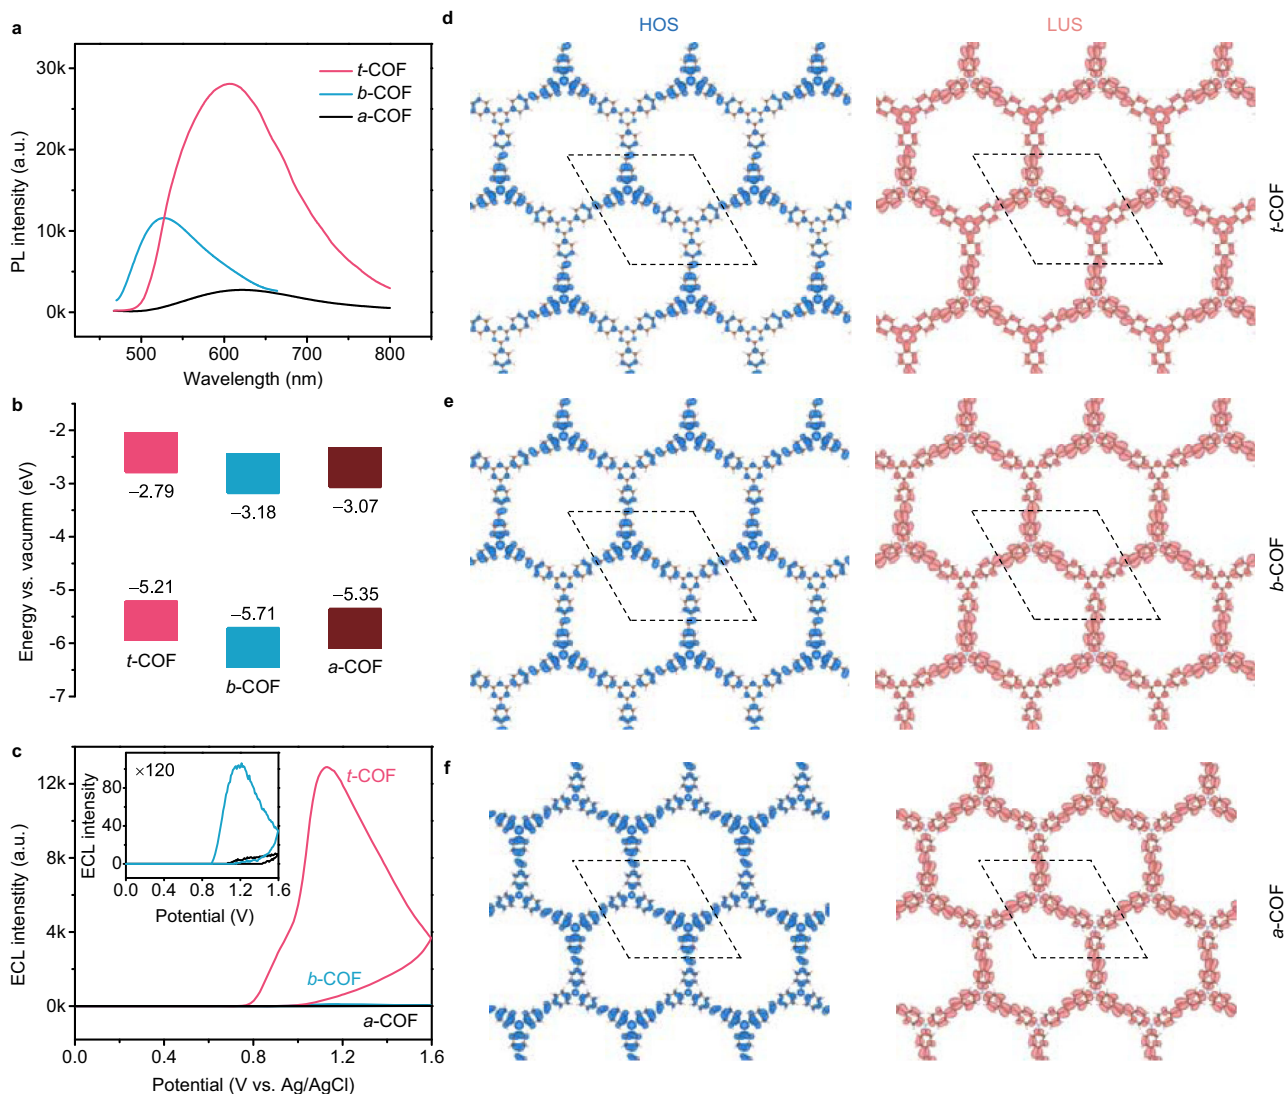 a
30k
20k
10k
0k
PL intensity (a.u.)
t-COF
b-COF
a-COF
500
600
700
800
Wavelength (nm)
b
-2
-3
-4
-5
-6
-7
Energy vs. vacumm (eV)
−2.79
−3.18
−3.07
−5.21
−5.71
−5.35
t-COF
b-COF
a-COF
c
12k
8k
4k
0k
ECL intenstity (a.u.)
×120
80
40
0
ECL intensity
0.0
0.4
0.8
1.2
1.6
Potential (V)
t-COF
b-COF
a-COF
0.0
0.4
0.8
1.2
1.6
Potential (V vs. Ag/AgCl)
d
HOS
LUS
t-COF
e
b-COF
f
a-COF